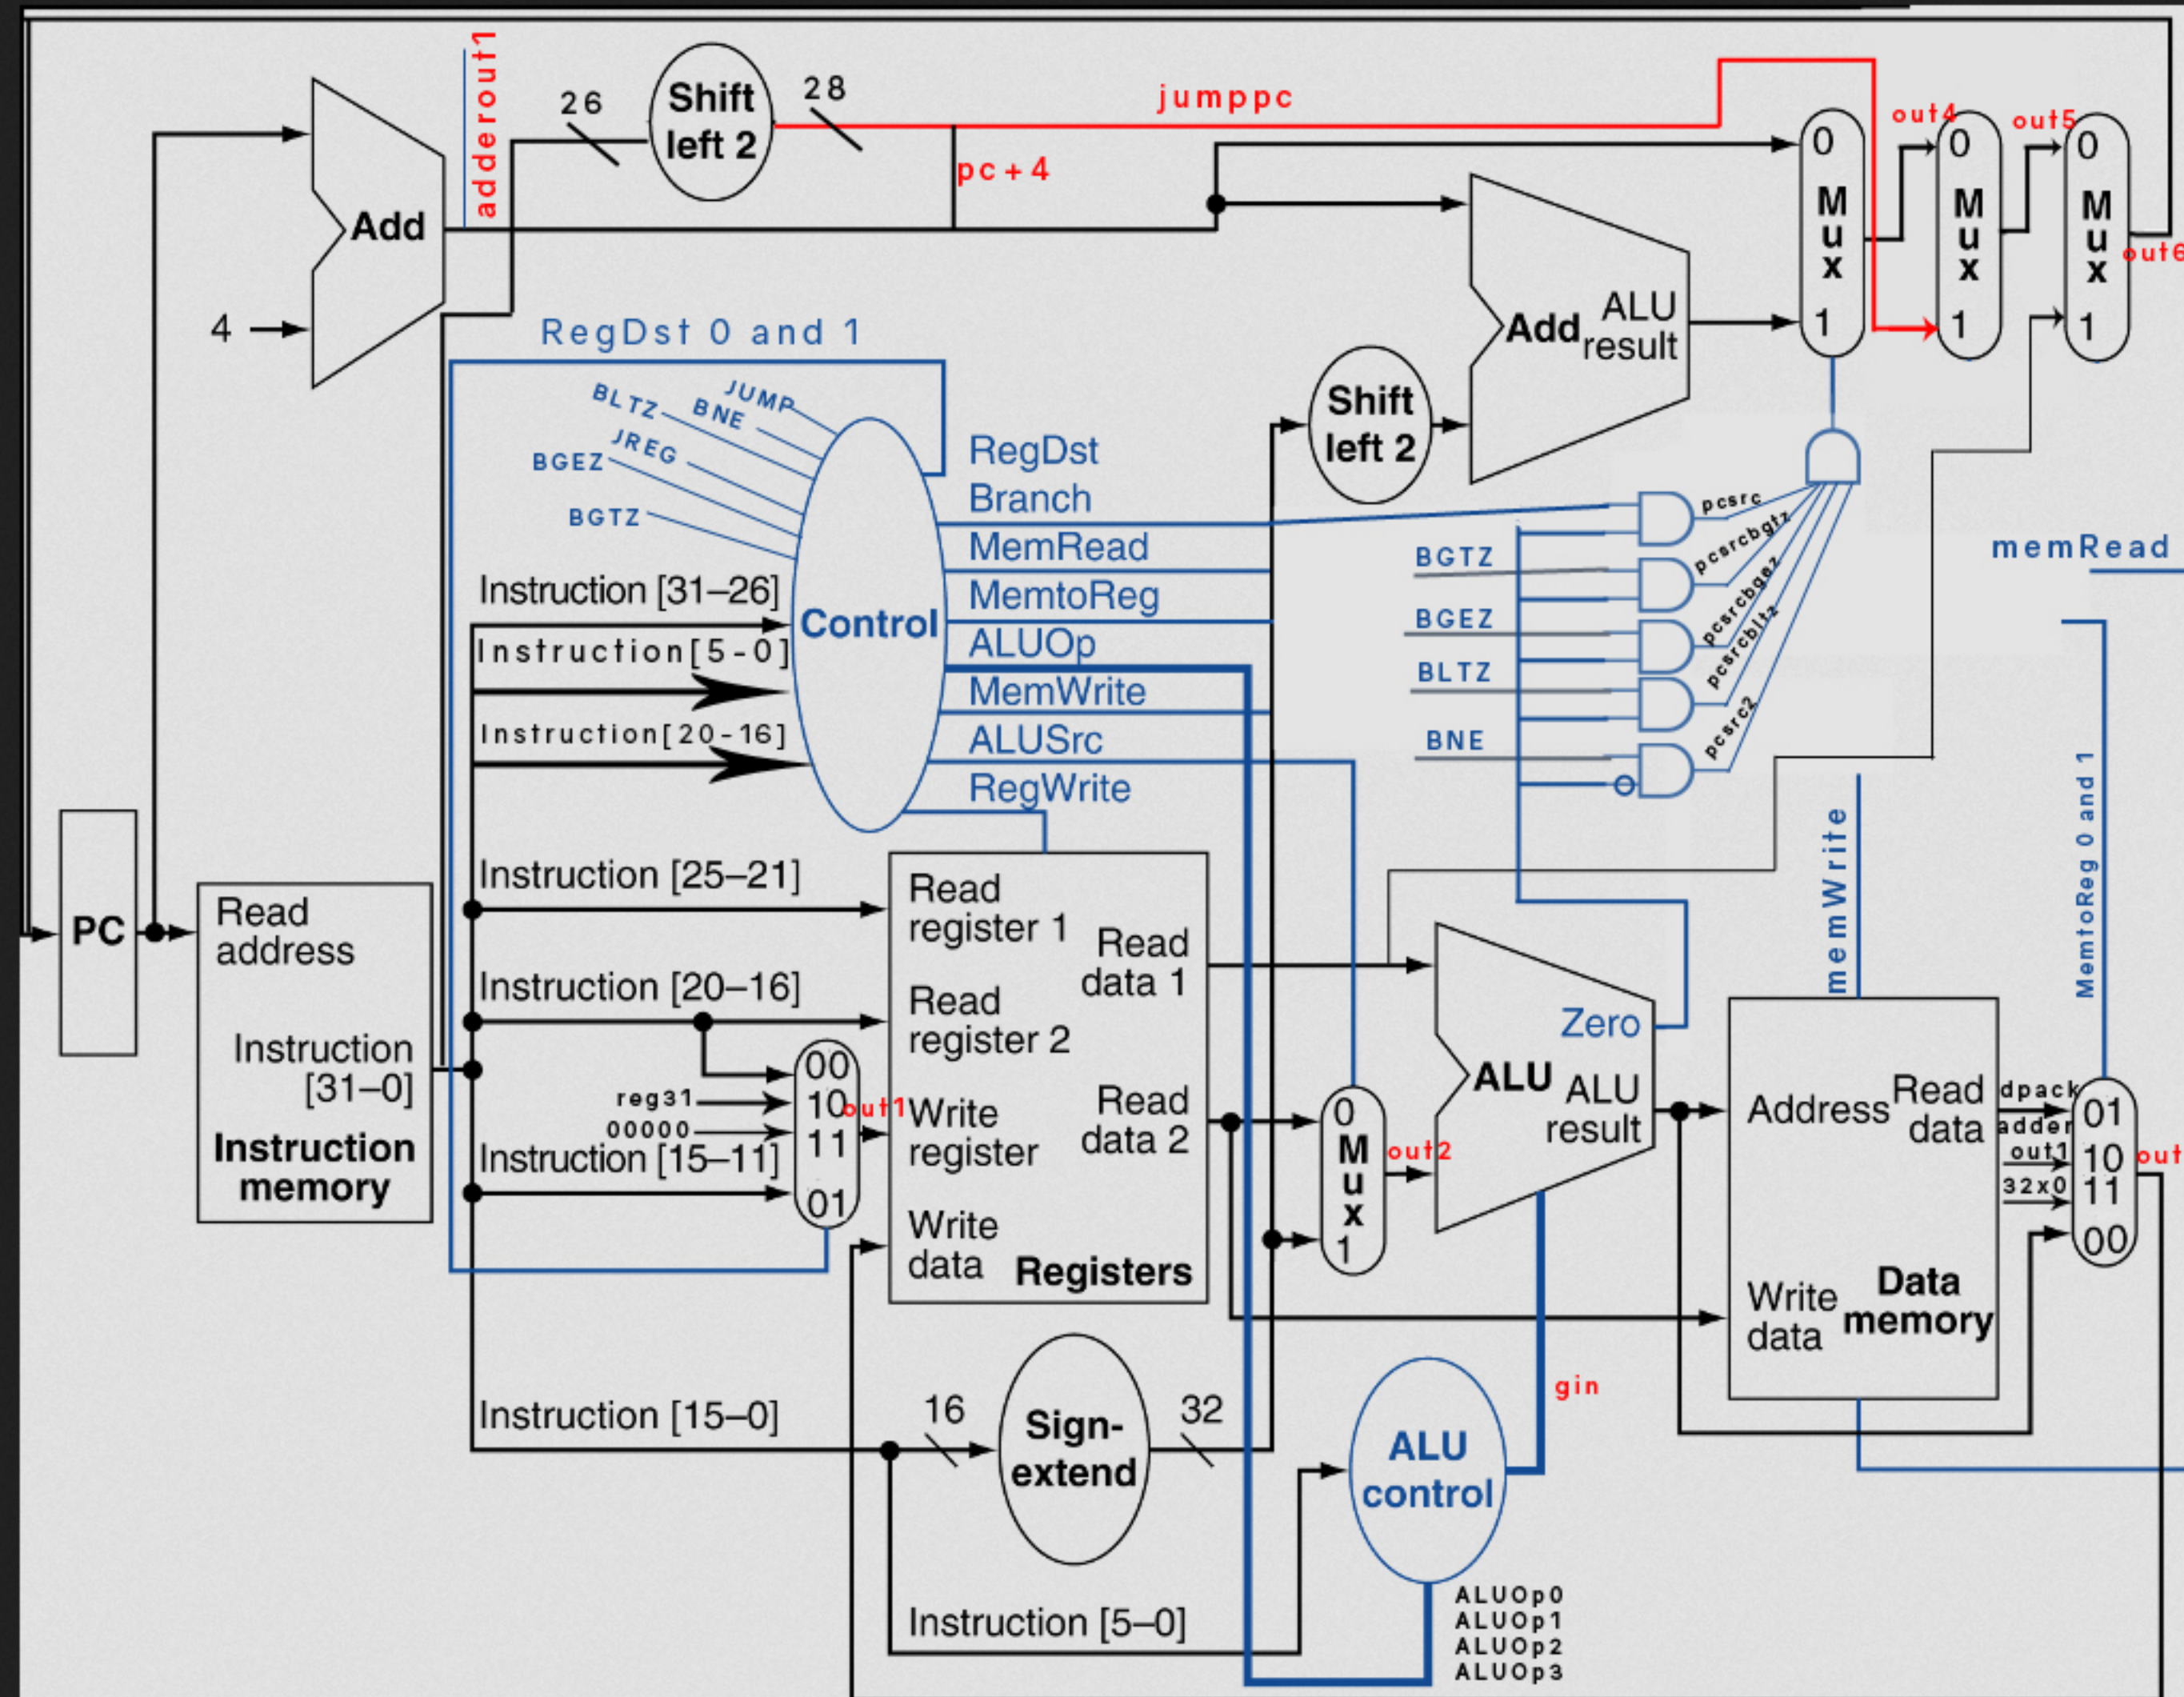 adderout1
26
Shift
left 2
28
jumppc
pc+4
Add
4
0
Mux
1
out4
0
Mux
1
out5
0
Mux
1
out6
Add
ALU
result
Shift
left 2
RegDst 0 and 1
JUMP
BLTZ
BNE
JREG
BGEZ
BGTZ
RegDst
Branch
MemRead
MemtoReg
ALUOp
MemWrite
ALUSrc
RegWrite
Control
Instruction [31–26]
Instruction[5-0]
Instruction[20-16]
BGTZ
BGEZ
BLTZ
BNE
pcsrc
pcsrcbgtz
pcsrcbgez
pcsrcbltz
pcsrc2
memRead
MemtoReg 0 and 1
memWrite
PC
Read
address
Instruction
[31–0]
Instruction
memory
Instruction [25–21]
Instruction [20–16]
reg31
00000
Instruction [15–11]
00
10
11
01
out1
Read
register 1
Read
data 1
Read
register 2
Write
register
Read
data 2
Write
data
Registers
0
Mux
1
out2
Zero
ALU
ALU
result
Address
Read
data
Write
data
Data
memory
dpack
adder
out1
32x0
01
10
11
00
out
Instruction [15–0]
16
Sign-
extend
32
ALU
control
gin
Instruction [5–0]
ALUOp0
ALUOp1
ALUOp2
ALUOp3